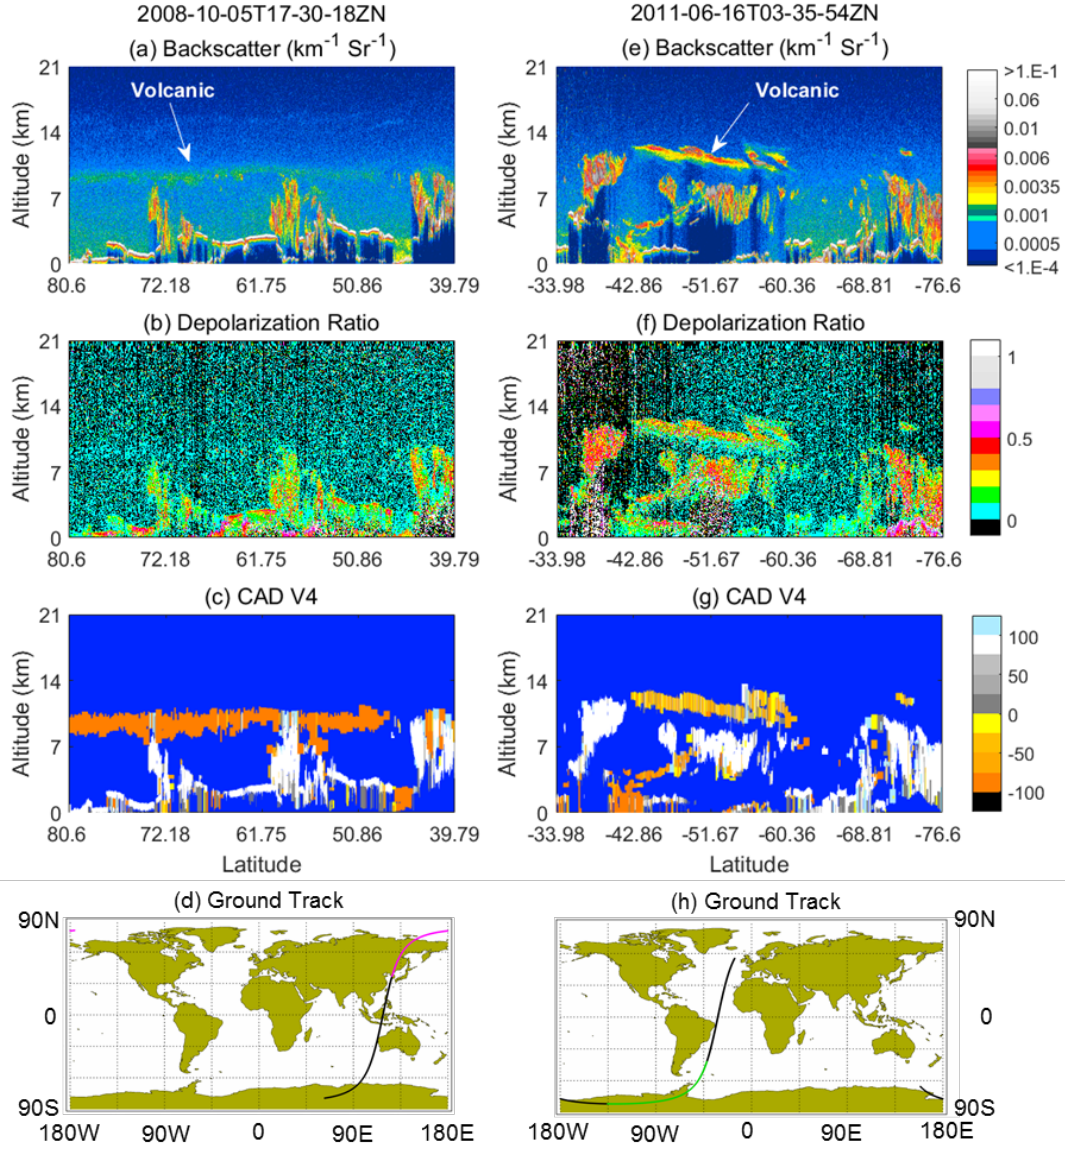 2008-10-05T17-30-18ZN
(a) Backscatter (km-1 Sr-1)
21
14
7
0
Altitude (km)
Volcanic
80.6 72.18 61.75 50.86 39.79
2011-06-16T03-35-54ZN
(e) Backscatter (km-1 Sr-1)
21
14
7
0
Altitude (km)
Volcanic
-33.98 -42.86 -51.67 -60.36 -68.81 -76.6
>1.E-1
0.06
0.01
0.006
0.0035
0.001
0.0005
<1.E-4
(b) Depolarization Ratio
21
14
7
0
Altitude (km)
80.6 72.18 61.75 50.86 39.79
(f) Depolarization Ratio
21
14
7
0
Alitutde (km)
-33.98 -42.86 -51.67 -60.36 -68.81 -76.6
1
0.5
0
(c) CAD V4
21
14
7
0
Altitude (km)
80.6 72.18 61.75 50.86 39.79
Latitude
(g) CAD V4
21
14
7
0
Altitude (km)
-33.98 -42.86 -51.67 -60.36 -68.81 -76.6
Latitude
100
50
0
-50
-100
(d) Ground Track
90N
0
90S
180W 90W 0 90E 180E
(h) Ground Track
90N
0
90S
180W 90W 0 90E 180E